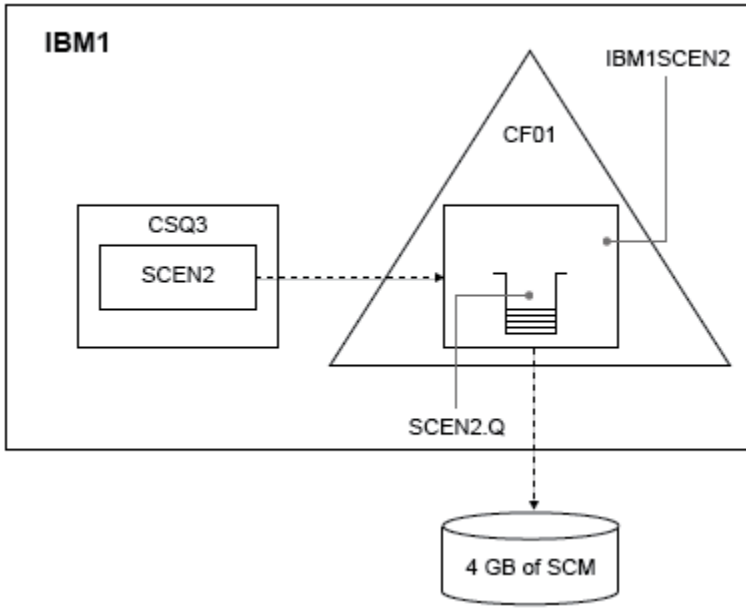 IBM1
IBM1SCEN2
CF01
CSQ3
SCEN2
SCEN2.Q
4 GB of SCM